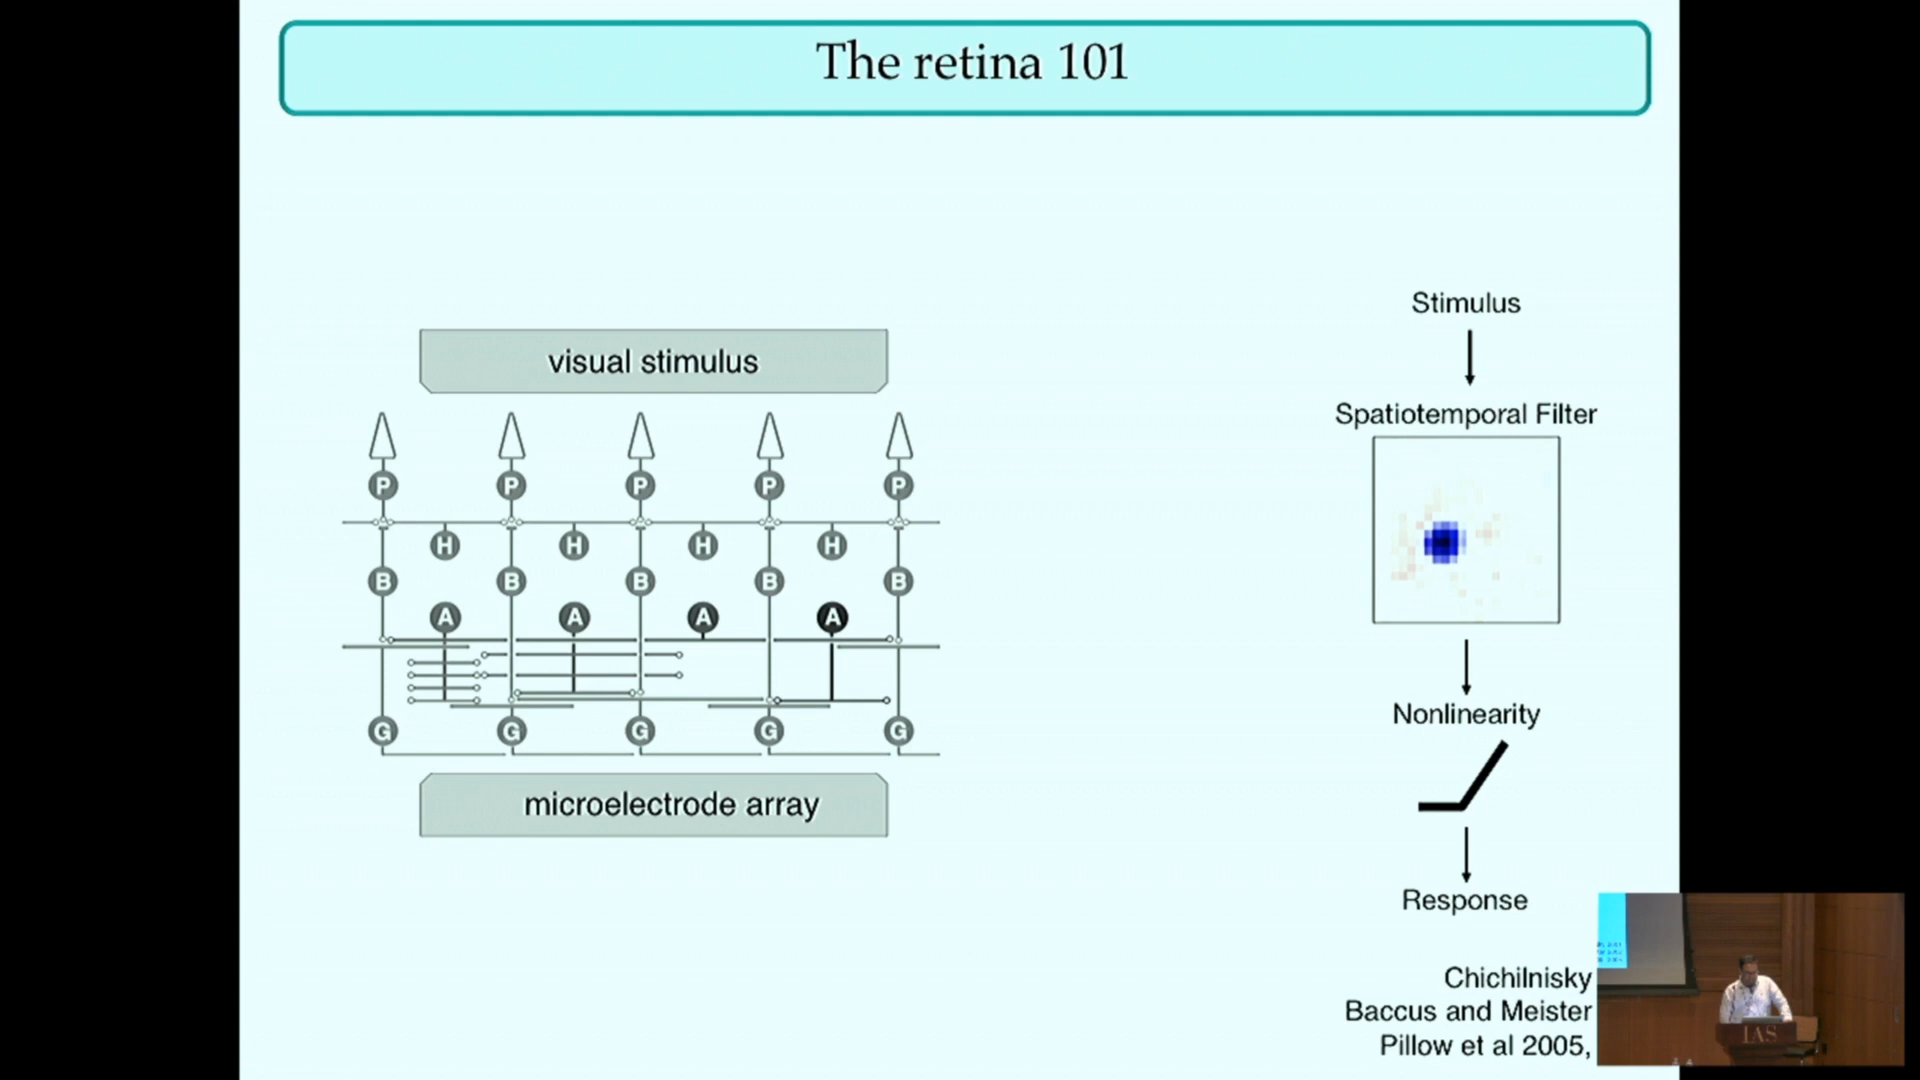 The retina 101
visual stimulus
P P P P P
H H H H
B B B B B
A A A A
G G G G G
microelectrode array
Stimulus
Spatiotemporal Filter
Nonlinearity
Response
Chichilnisky
Baccus and Meister
Pillow et al 2005,
IAS